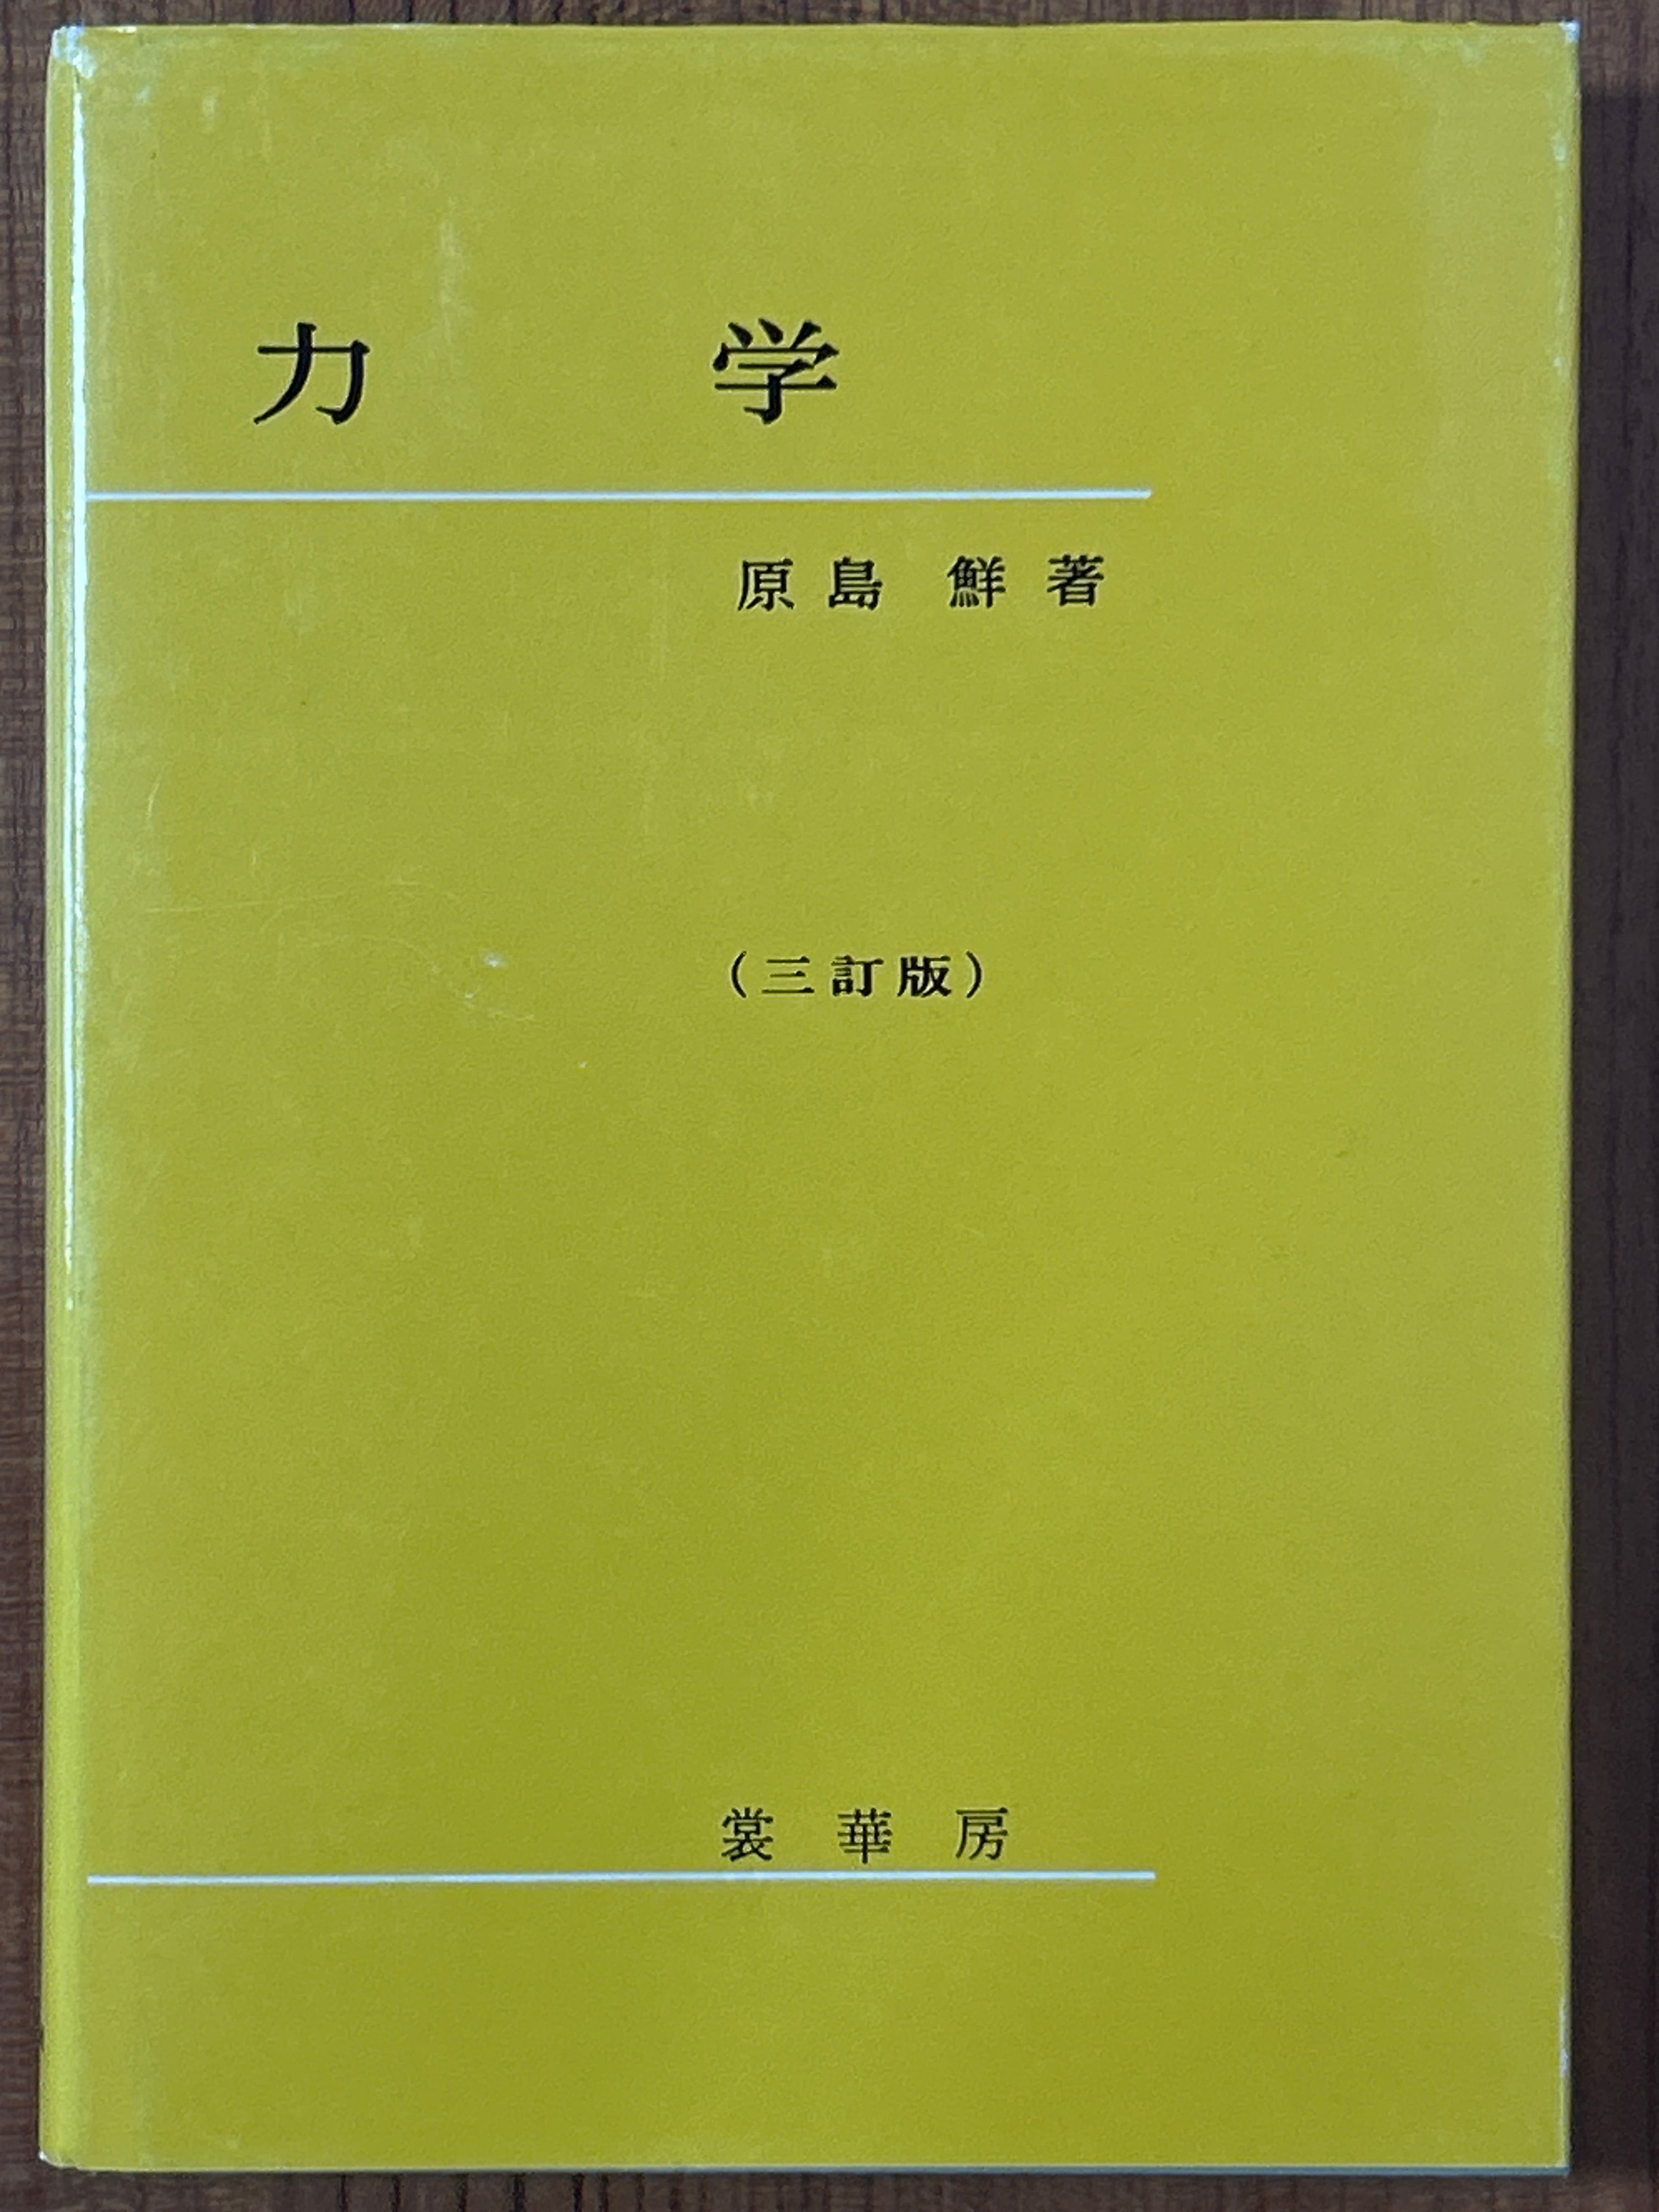 力学
原島 鮮 著
(三訂版)
裳華房